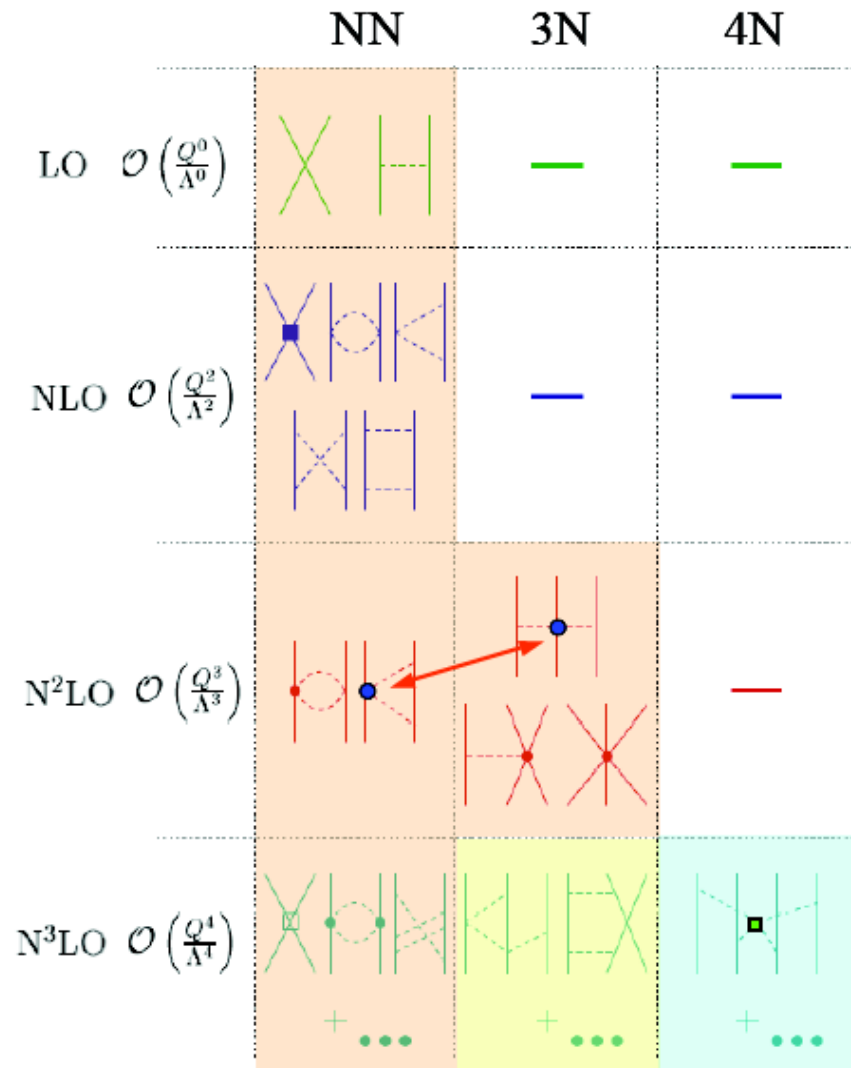 NN 3N 4N
LO 𝒪(Q⁰/Λ⁰)
NLO 𝒪(Q²/Λ²)
N²LO 𝒪(Q³/Λ³)
N³LO 𝒪(Q⁴/Λ⁴)
+ ••• + ••• + •••